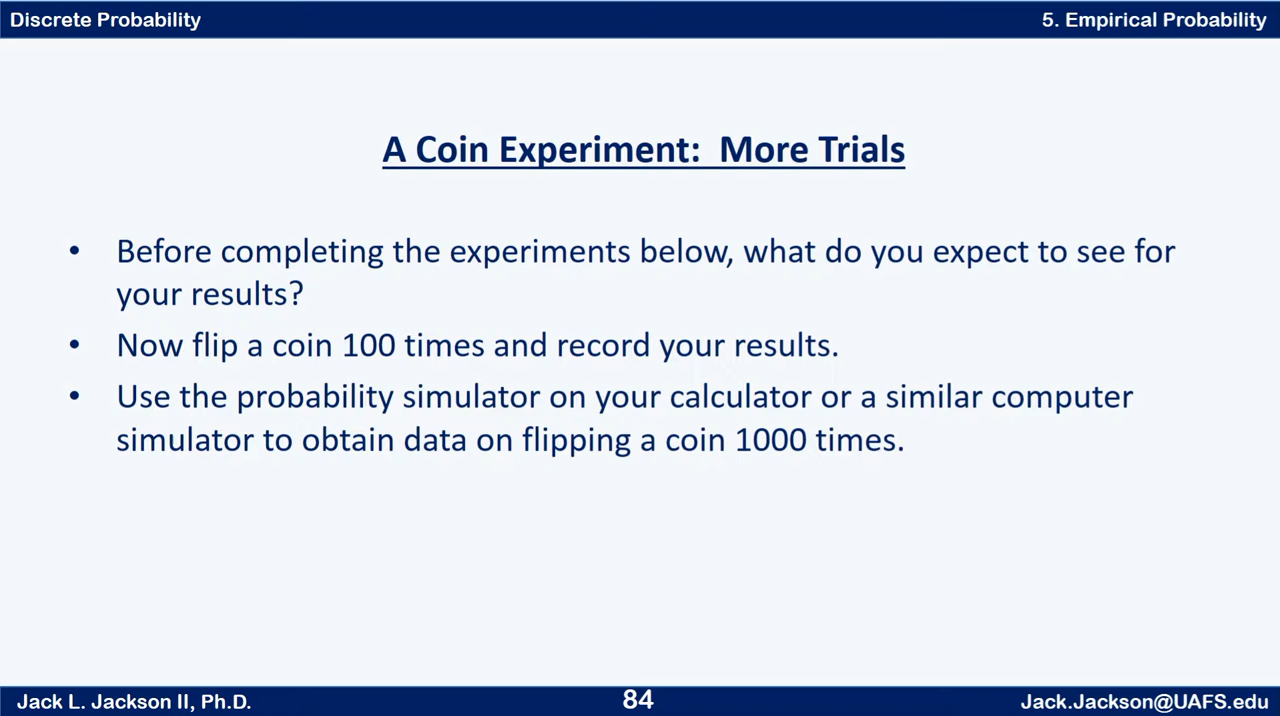 Discrete Probability
5. Empirical Probability
A Coin Experiment:  More Trials
• Before completing the experiments below, what do you expect to see for
your results?
• Now flip a coin 100 times and record your results.
• Use the probability simulator on your calculator or a similar computer
simulator to obtain data on flipping a coin 1000 times.
Jack L. Jackson II, Ph.D.
84
Jack.Jackson@UAFS.edu